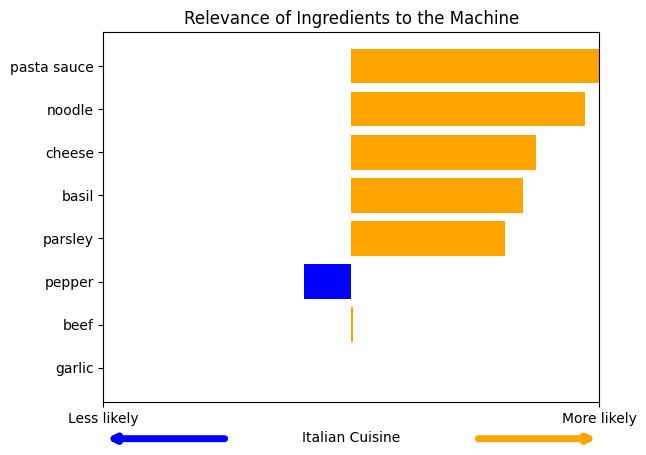 Relevance of Ingredients to the Machine
pasta sauce
noodle
cheese
basil
parsley
pepper
beef
garlic
Less likely
More likely
Italian Cuisine